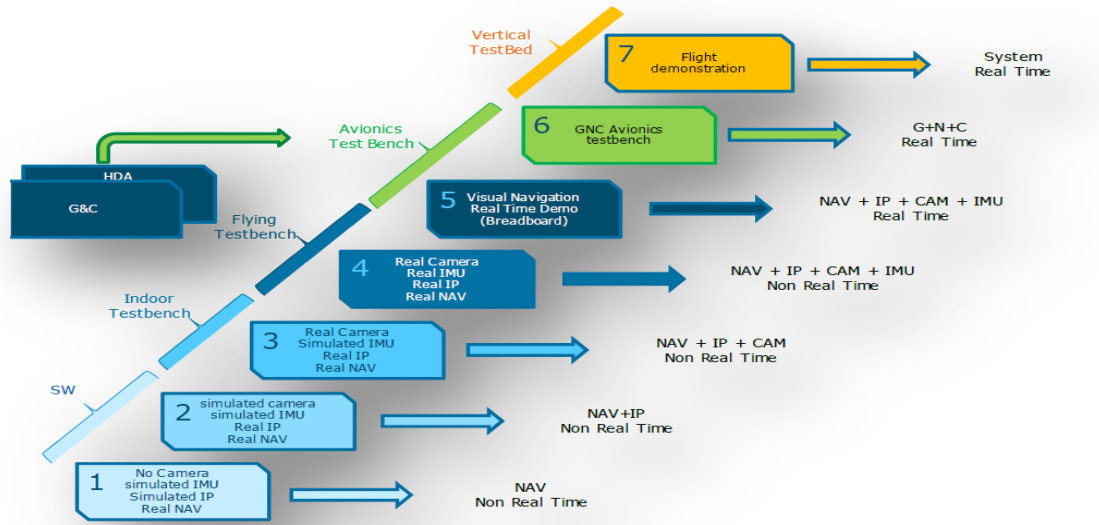 Vertical
TestBed
7
Flight
demonstration
System
Real Time
Avionics
Test Bench
6
GNC Avionics
testbench
G+N+C
Real Time
HDA
G&C
Flying
Testbench
5
Visual Navigation
Real Time Demo
(Breadboard)
NAV + IP + CAM + IMU
Real Time
4
Real Camera
Real IMU
Real IP
Real NAV
NAV + IP + CAM + IMU
Non Real Time
Indoor
Testbench
3
Real Camera
Simulated IMU
Real IP
Real NAV
NAV + IP + CAM
Non Real Time
SW
2
simulated camera
simulated IMU
Real IP
Real NAV
NAV+IP
Non Real Time
1
No Camera
simulated IMU
Simulated IP
Real NAV
NAV
Non Real Time